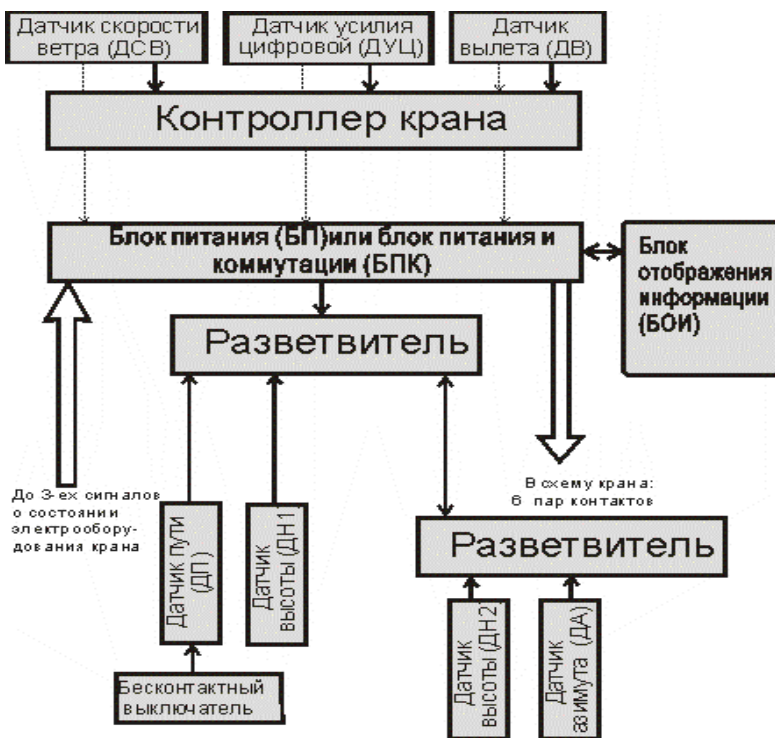 Датчик скорости
ветра (ДСВ)
Датчик усилия
цифровой (ДУЦ)
Датчик
вылета (ДВ)
Контроллер крана
Блок питания (БП)или блок питания и
коммутации (БПК)
Блок
отображения
информации
(БОИ)
Разветвитель
До 3-ех сигналов
о состоянии
электрообору-
дования крана
В схему крана:
6 пар контактов
Датчик пути
(ДП)
Датчик
высоты (ДН1)
Разветвитель
Бесконтактный
выключатель
Датчик
высоты (ДН2)
Датчик
азимута (ДА)